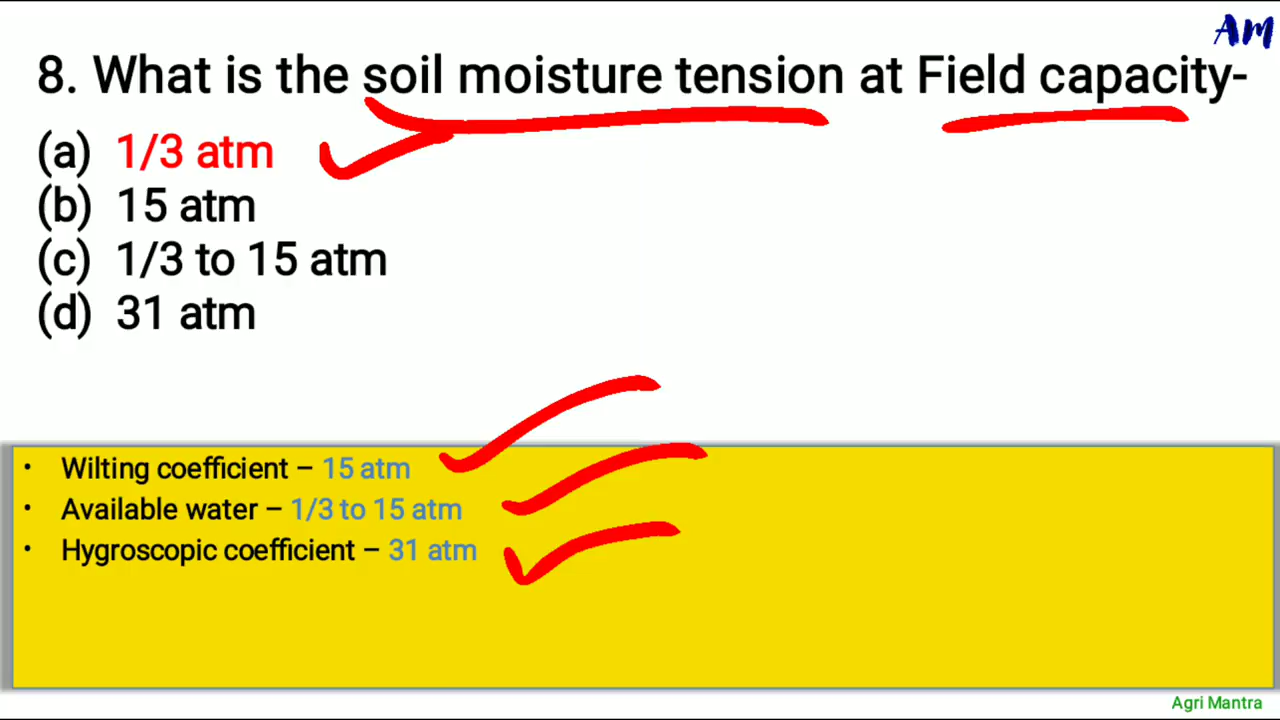 AM
8. What is the soil moisture tension at Field capacity-
(a) 1/3 atm
(b) 15 atm
(c) 1/3 to 15 atm
(d) 31 atm
• Wilting coefficient – 15 atm
• Available water – 1/3 to 15 atm
• Hygroscopic coefficient – 31 atm
Agri Mantra